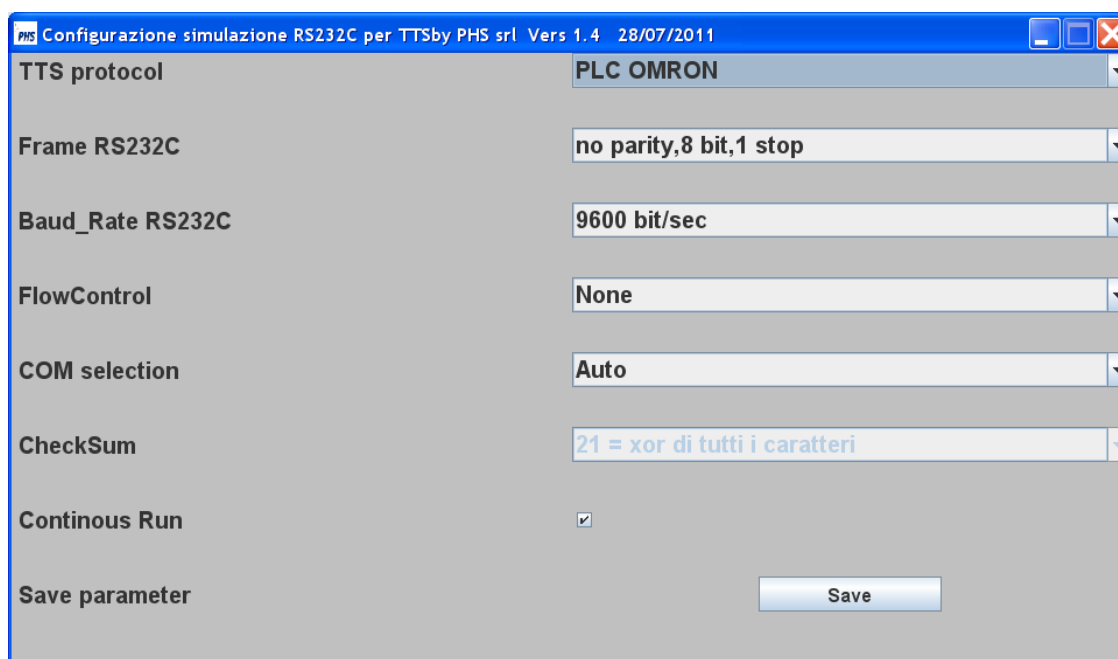 PHS Configurazione simulazione RS232C per TTSby PHS srl Vers 1.4 28/07/2011
TTS protocol PLC OMRON
Frame RS232C no parity,8 bit,1 stop
Baud_Rate RS232C 9600 bit/sec
FlowControl None
COM selection Auto
CheckSum 21 = xor di tutti i caratteri
Continous Run
Save parameter Save